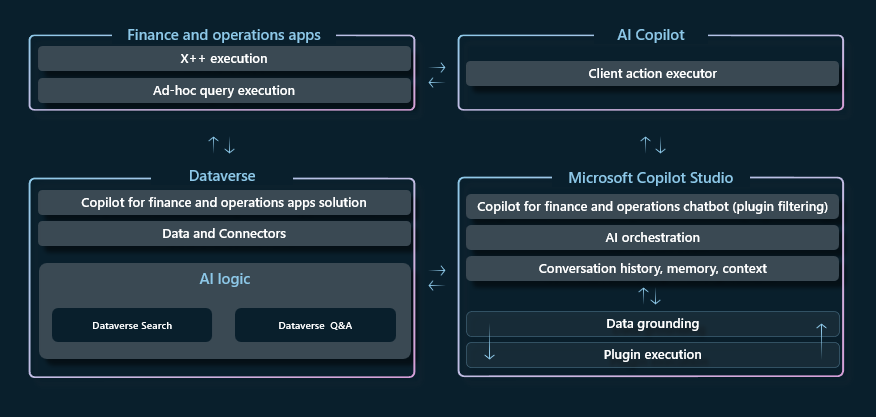 Finance and operations apps
X++ execution
Ad-hoc query execution
AI Copilot
Client action executor
Dataverse
Copilot for finance and operations apps solution
Data and Connectors
AI logic
Dataverse Search
Dataverse Q&A
Microsoft Copilot Studio
Copilot for finance and operations chatbot (plugin filtering)
AI orchestration
Conversation history, memory, context
Data grounding
Plugin execution